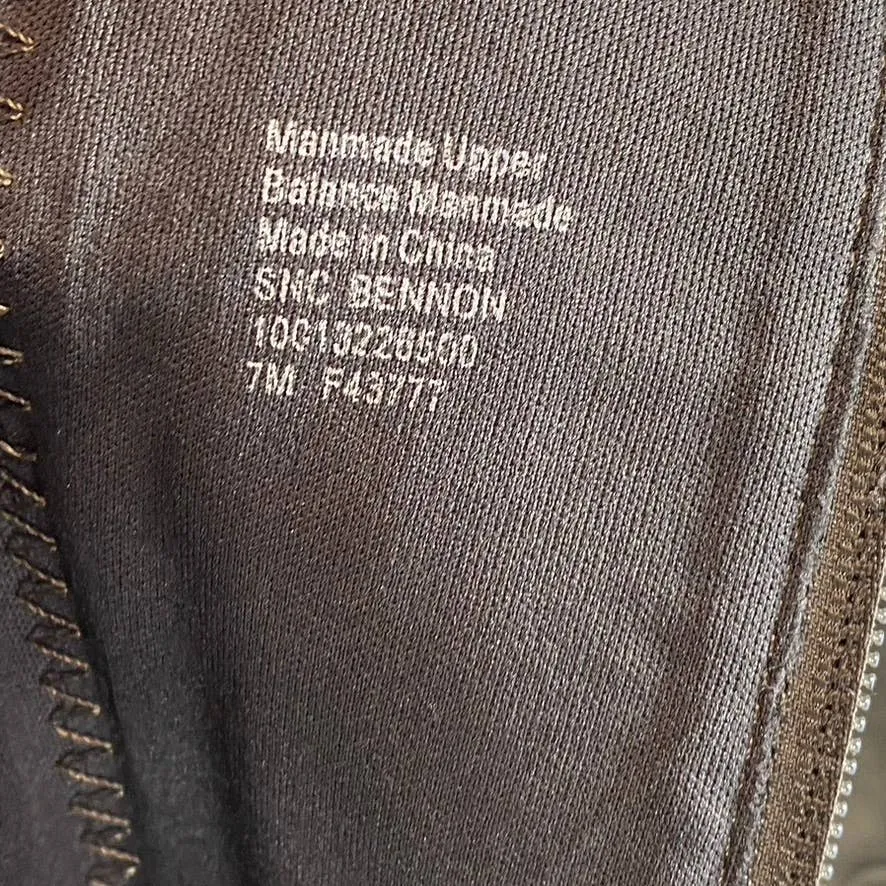 Manmade Upper
Balance Manmade
Made in China
SNC BENNON
10013228500
7M F43777